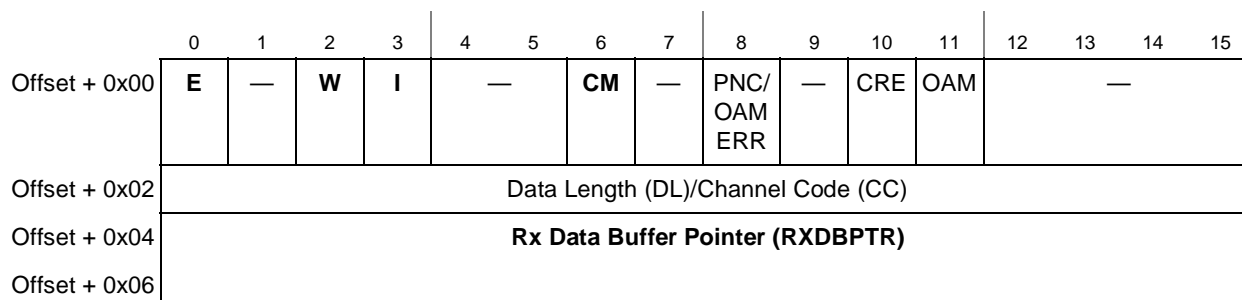 0 1 2 3 4 5 6 7 8 9 10 11 12 13 14 15
Offset + 0x00 E — W I — CM — PNC/ — CRE OAM —
OAM
ERR
Offset + 0x02 Data Length (DL)/Channel Code (CC)
Offset + 0x04 Rx Data Buffer Pointer (RXDBPTR)
Offset + 0x06